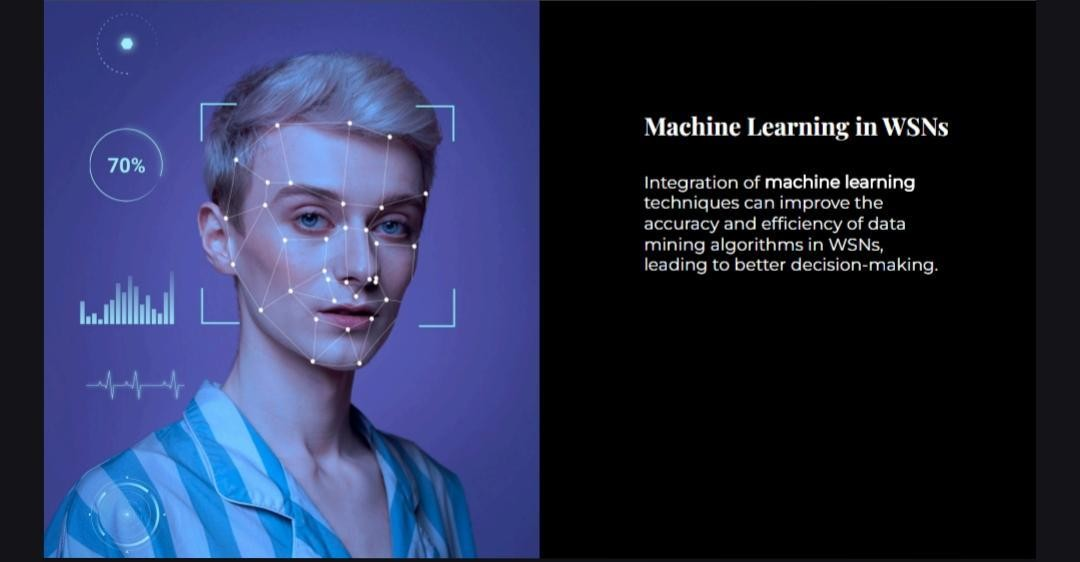 70%
Machine Learning in WSNs
Integration of machine learning
techniques can improve the
accuracy and efficiency of data
mining algorithms in WSNs,
leading to better decision-making.